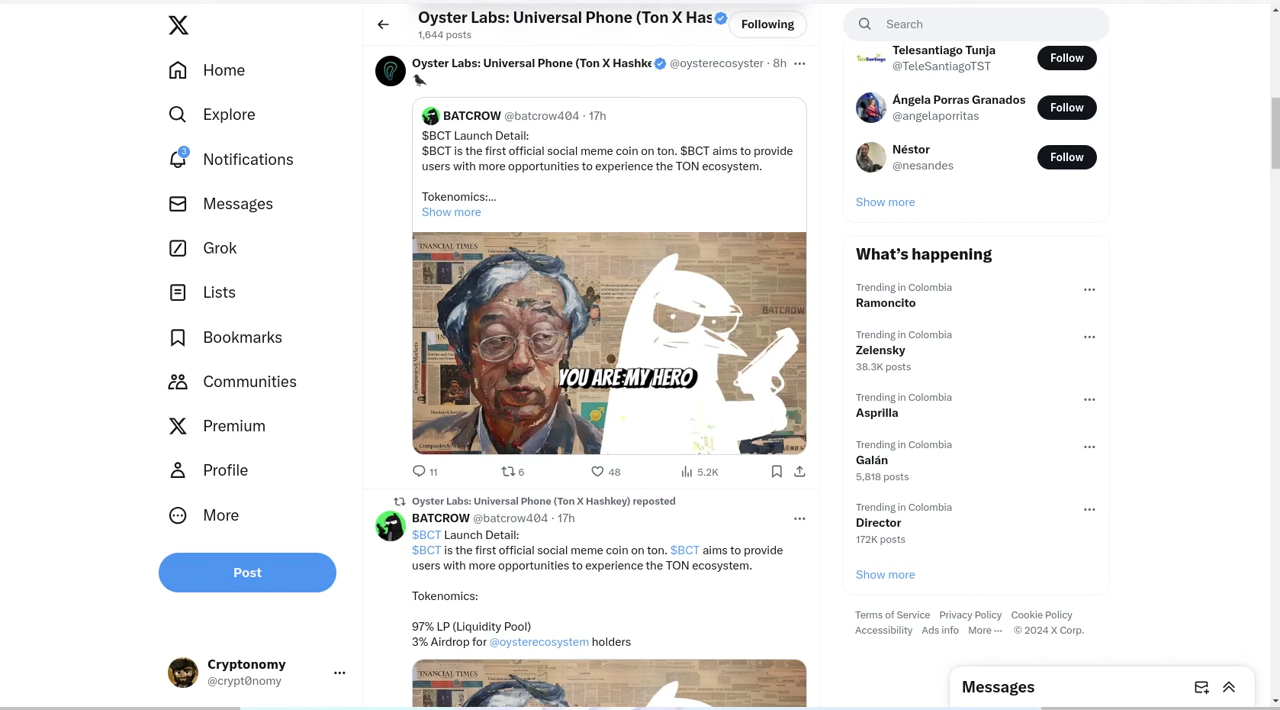 Home
Explore
3
Notifications
Messages
Grok
Lists
Bookmarks
Communities
Premium
Profile
More
Post
Cryptonomy
@crypt0nomy
Oyster Labs: Universal Phone (Ton X Has
1,644 posts
Following
Oyster Labs: Universal Phone (Ton X Hashke @oysterecosyster · 8h
BATCROW @batcrow404 · 17h
$BCT Launch Detail:
$BCT is the first official social meme coin on ton. $BCT aims to provide
users with more opportunities to experience the TON ecosystem.
Tokenomics:...
Show more
FINANCIAL TIMES
BATCROW
YOU ARE MY HERO
11
6
48
5.2K
Oyster Labs: Universal Phone (Ton X Hashkey) reposted
BATCROW @batcrow404 · 17h
$BCT Launch Detail:
$BCT is the first official social meme coin on ton. $BCT aims to provide
users with more opportunities to experience the TON ecosystem.
Tokenomics:
97% LP (Liquidity Pool)
3% Airdrop for @oysterecosystem holders
FINANCIAL TIMES
Search
Telesantiago Tunja
@TeleSantiagoTST
Follow
Ángela Porras Granados
@angelaporritas
Follow
Néstor
@nesandes
Follow
Show more
What's happening
Trending in Colombia
Ramoncito
Trending in Colombia
Zelensky
38.3K posts
Trending in Colombia
Asprilla
Trending in Colombia
Galán
5,818 posts
Trending in Colombia
Director
172K posts
Show more
Terms of Service Privacy Policy Cookie Policy
Accessibility Ads info More ··· © 2024 X Corp.
Messages